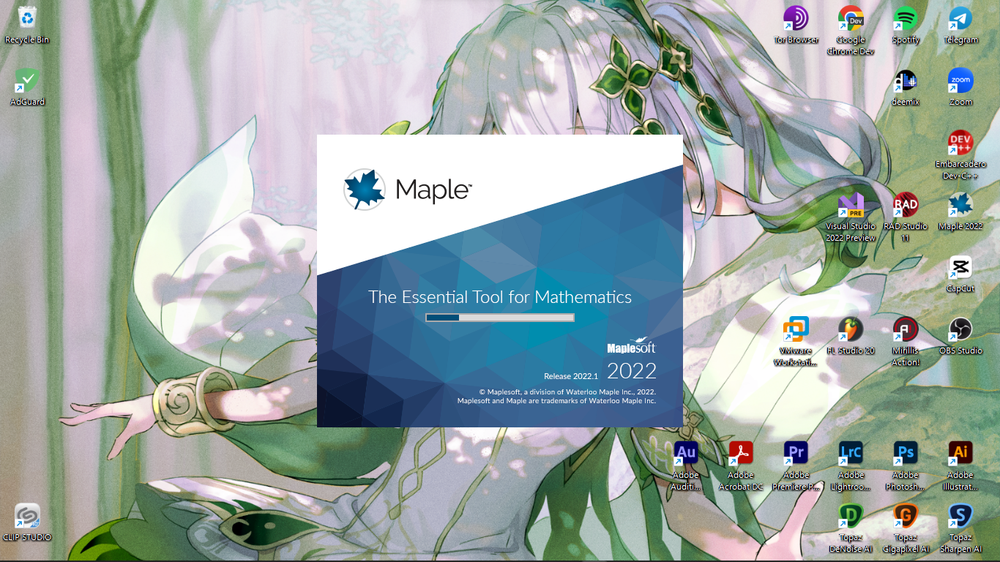 Recycle Bin
AdGuard
CLIP STUDIO
Tor Browser
Dev
Google
Chrome Dev
Spotify
Telegram
d
deemix
zoom
Zoom
DEV
C++
Embarcadero
Dev-C++
PRE
Visual Studio
2022 Preview
RAD
RAD Studio
11
Maple 2022
CapCut
VMware
Workstati...
FL Studio 20
Mirillis
Action!
OBS Studio
Maple™
The Essential Tool for Mathematics
Maplesoft
Release 2022.1 2022
© Maplesoft, a division of Waterloo Maple Inc., 2022.
Maplesoft and Maple are trademarks of Waterloo Maple Inc.
Au
Adobe
Auditi...
Adobe
Acrobat DC
Pr
Adobe
Premiere P...
LrC
Adobe
Lightroo...
Ps
Adobe
Photosh...
Ai
Adobe
Illustrat...
D
Topaz
DeNoise AI
G
Topaz
Gigapixel AI
S
Topaz
Sharpen AI